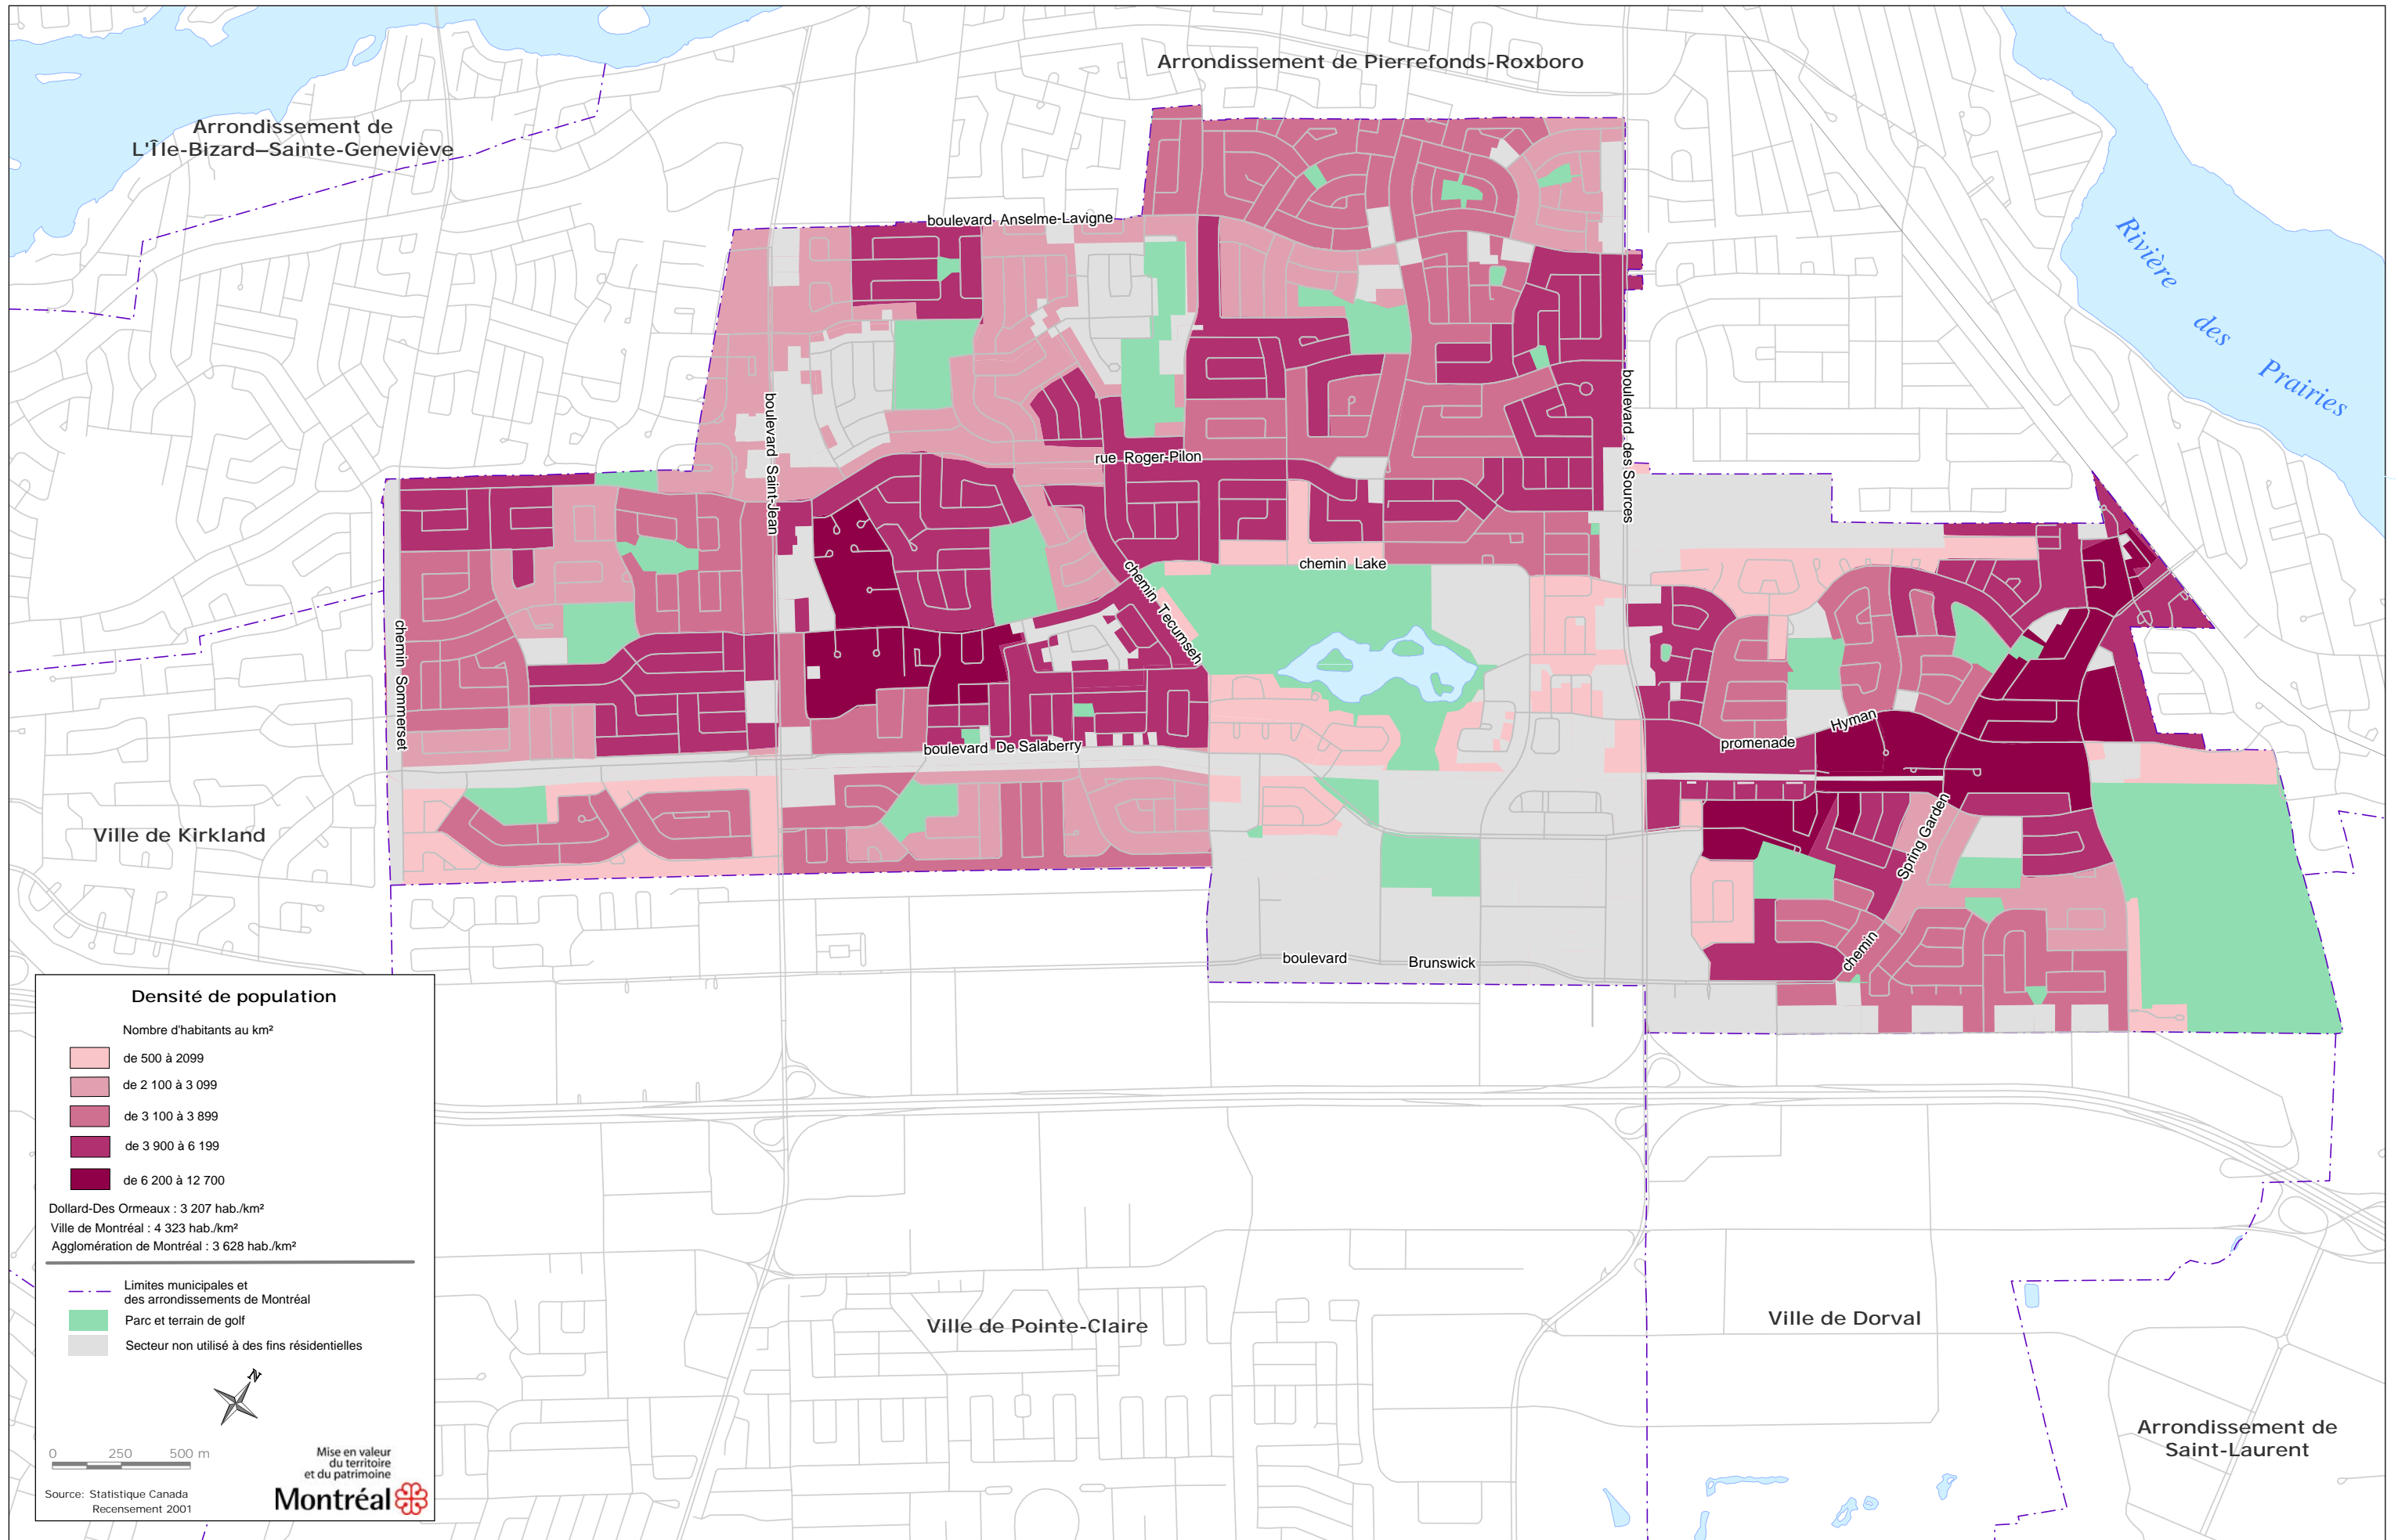 Arrondissement de Pierrefonds-Roxboro
Arrondissement de
L'Île-Bizard–Sainte-Geneviève
boulevard Anselme-Lavigne
Rivière
des
Prairies
boulevard Saint-Jean
boulevard des Sources
rue Roger-Pilon
chemin Lake
chemin Tecumseh
chemin Sommerset
boulevard De Salaberry
promenade Hyman
chemin Spring Garden
boulevard Brunswick
Ville de Kirkland
Ville de Pointe-Claire
Ville de Dorval
Arrondissement de
Saint-Laurent
Densité de population
Nombre d'habitants au km²
de 500 à 2099
de 2 100 à 3 099
de 3 100 à 3 899
de 3 900 à 6 199
de 6 200 à 12 700
Dollard-Des Ormeaux : 3 207 hab./km²
Ville de Montréal : 4 323 hab./km²
Agglomération de Montréal : 3 628 hab./km²
Limites municipales et
des arrondissements de Montréal
Parc et terrain de golf
Secteur non utilisé à des fins résidentielles
N
0 250 500 m
Mise en valeur
du territoire
et du patrimoine
Montréal
Source: Statistique Canada
Recensement 2001